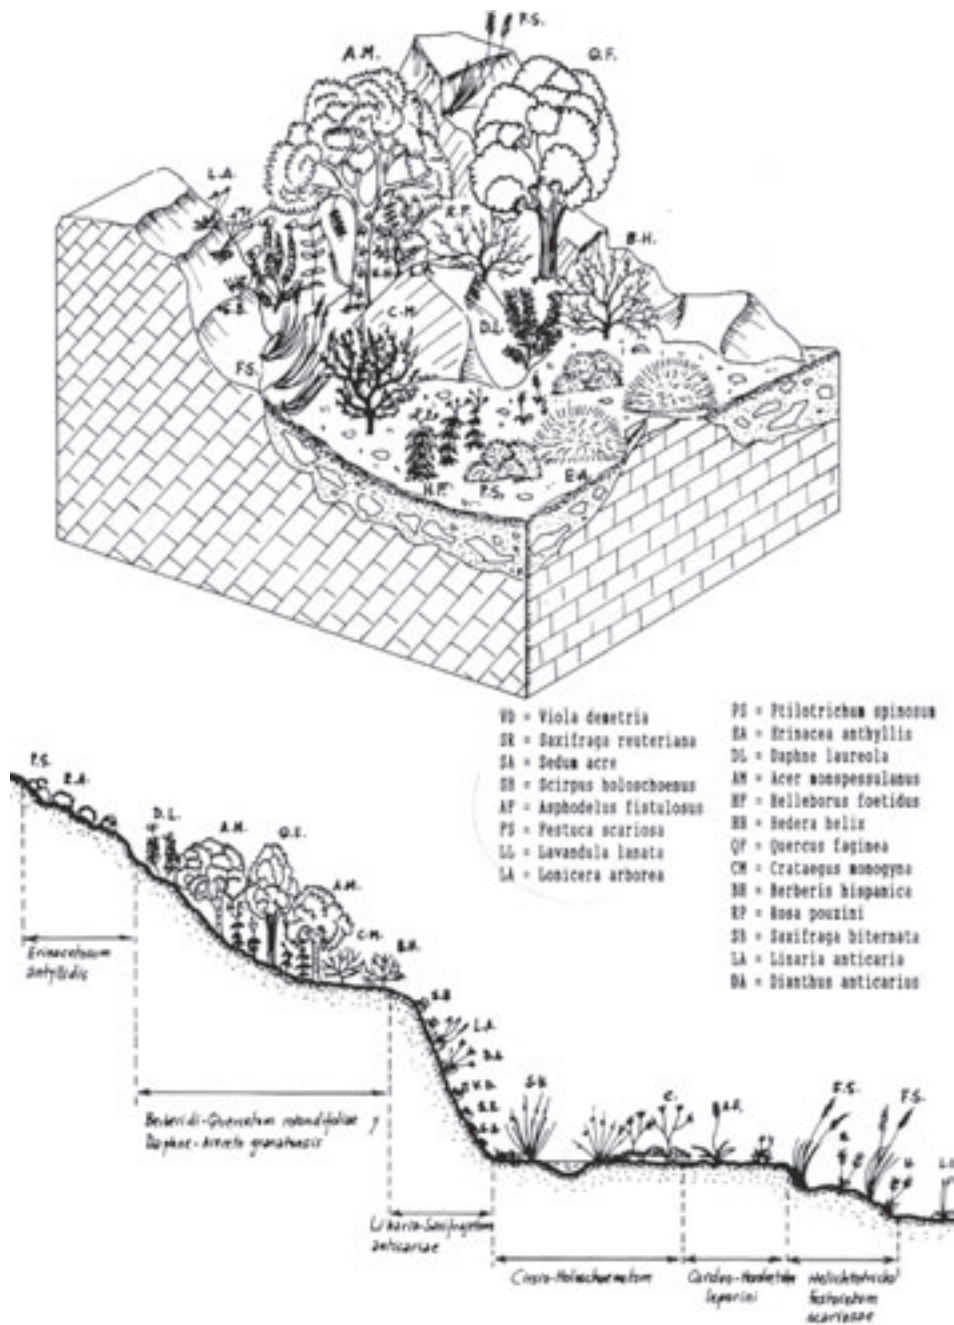 P.S.
A.M.
Q.F.
L.A.
R.P.
B.H.
C.M.
D.L.
F.S.
H.F.
P.S.
E.A.
VD = Viola demetria
SR = Saxifraga reuteriana
SA = Sedum acre
SH = Scirpus holoschoenus
AF = Asphodelus fistulosus
FS = Festuca scariosa
LL = Lavandula lanata
LA = Lonicera arborea
PS = Ptilotrichum spinosum
EA = Erinacea anthyllis
DL = Daphne laureola
AM = Acer monspessulanus
HF = Helleborus foetidus
HH = Hedera helix
QF = Quercus faginea
CM = Crataegus monogyna
BH = Berberis hispanica
RP = Rosa pouzini
SB = Saxifraga biternata
LA = Linaria anticaria
DA = Dianthus anticarius
P.S.
E.A.
D.L.
A.M.
Q.F.
A.M.
C.M.
B.H.
S.B.
L.A.
D.A.
V.D.
S.H.
C.
F.S.
F.S.
Erinaceetum
antyllidis
Berberidi-Quercetum rotundifoliae y
Daphne-Acereto granatensis
Linario-Saxifragetum
anticariae
Cirsio-Holoschoenetum
Carduo-Hordeetum
leporini
festucetum
scariosae